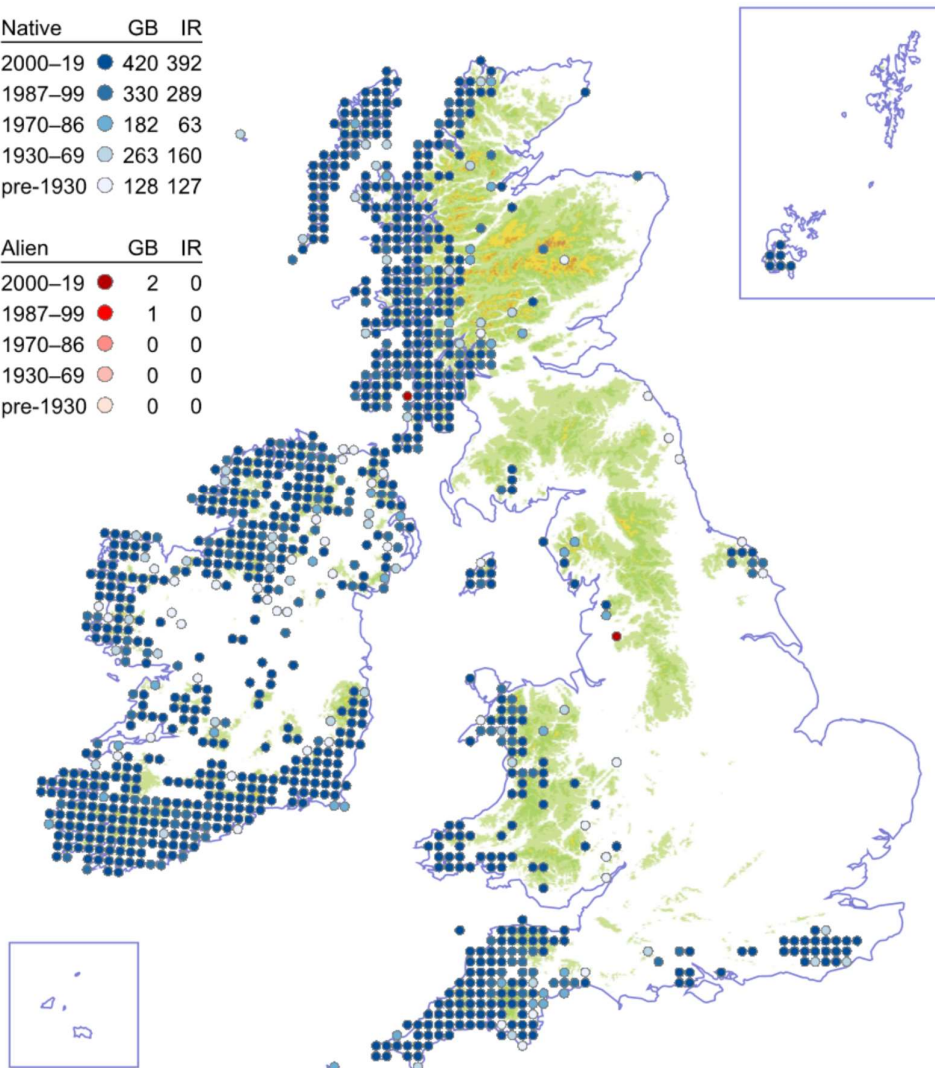 Native GB IR
2000–19 420 392
1987–99 330 289
1970–86 182 63
1930–69 263 160
pre-1930 128 127
Alien GB IR
2000–19 2 0
1987–99 1 0
1970–86 0 0
1930–69 0 0
pre-1930 0 0